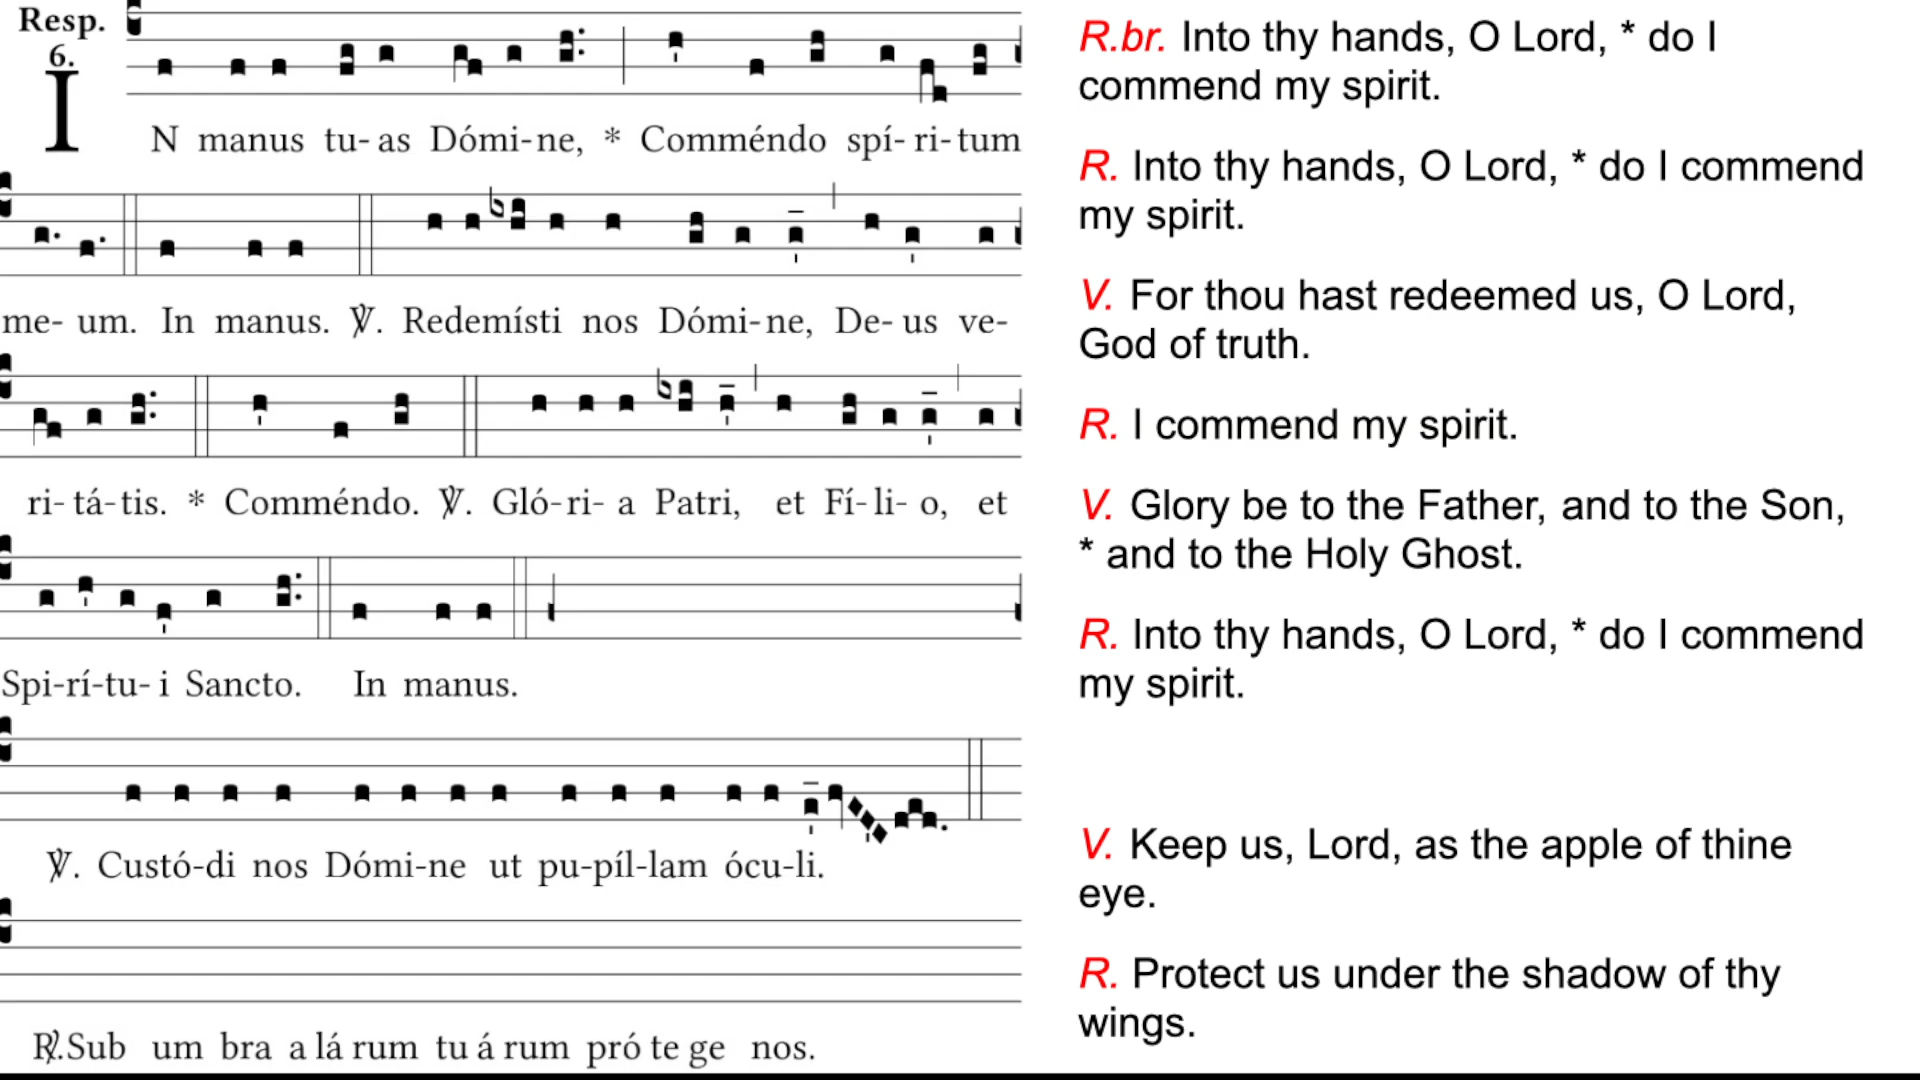 Resp.
6.
IN manus tu- as Dómi- ne, * Comméndo spí- ri- tum
me- um. In manus. ℣. Redemísti nos Dómi- ne, De- us ve-
ri- tá- tis. * Comméndo. ℣. Gló- ri- a Patri, et Fí- li- o, et
Spi- rí- tu- i Sancto. In manus.
℣. Custó- di nos Dómi- ne ut pu- píl- lam ócu- li.
℟.Sub um bra a lá rum tu á rum pró te ge nos.
R.br. Into thy hands, O Lord, * do I
commend my spirit.
R. Into thy hands, O Lord, * do I commend
my spirit.
V. For thou hast redeemed us, O Lord,
God of truth.
R. I commend my spirit.
V. Glory be to the Father, and to the Son,
* and to the Holy Ghost.
R. Into thy hands, O Lord, * do I commend
my spirit.
V. Keep us, Lord, as the apple of thine
eye.
R. Protect us under the shadow of thy
wings.